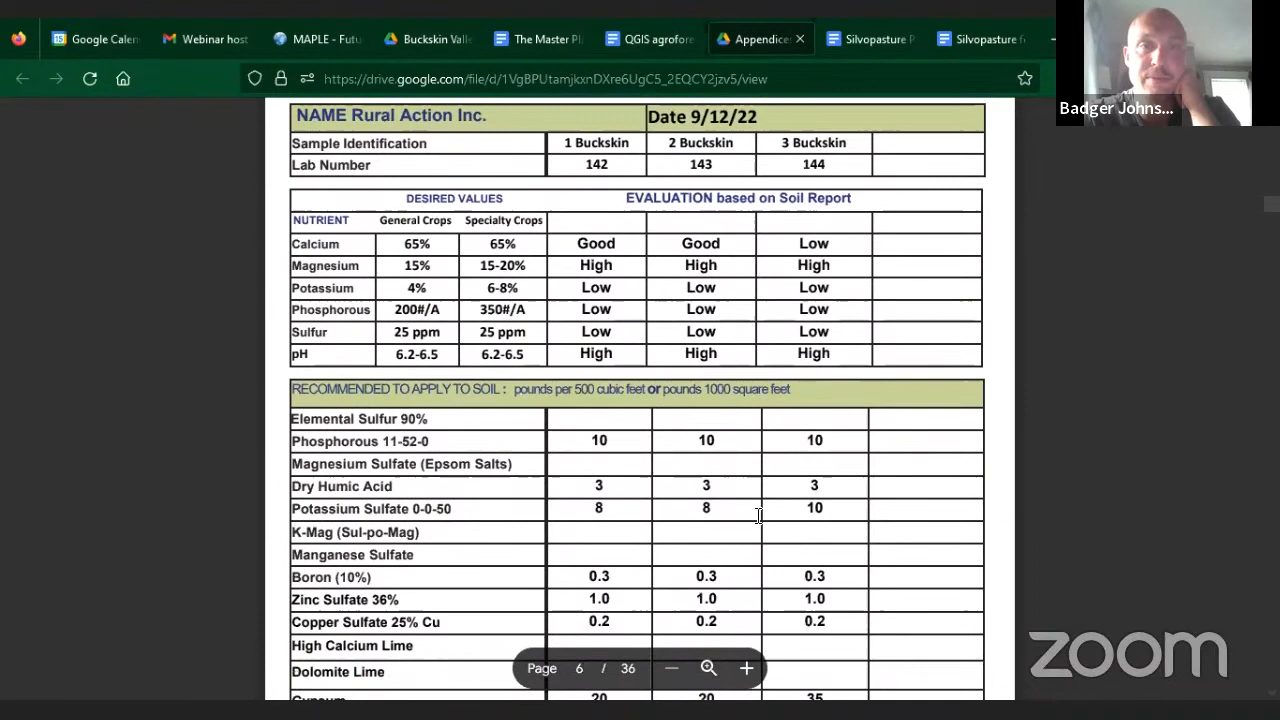 Google Calen
Webinar host
MAPLE - Futu
Buckskin Vall
The Master Pl
QGIS agrofore
Appendice
Silvopasture P
Silvopasture f
https://drive.google.com/file/d/1VgBPUtamjkxnDXre6UgC5_2EQCY2jzv5/view
Badger Johns...
NAME Rural Action Inc. Date 9/12/22
Sample Identification 1 Buckskin 2 Buckskin 3 Buckskin
Lab Number 142 143 144
DESIRED VALUES EVALUATION based on Soil Report
NUTRIENT General Crops Specialty Crops
Calcium 65% 65% Good Good Low
Magnesium 15% 15-20% High High High
Potassium 4% 6-8% Low Low Low
Phosphorous 200#/A 350#/A Low Low Low
Sulfur 25 ppm 25 ppm Low Low Low
pH 6.2-6.5 6.2-6.5 High High High
RECOMMENDED TO APPLY TO SOIL : pounds per 500 cubic feet or pounds 1000 square feet
Elemental Sulfur 90%
Phosphorous 11-52-0 10 10 10
Magnesium Sulfate (Epsom Salts)
Dry Humic Acid 3 3 3
Potassium Sulfate 0-0-50 8 8 10
K-Mag (Sul-po-Mag)
Manganese Sulfate
Boron (10%) 0.3 0.3 0.3
Zinc Sulfate 36% 1.0 1.0 1.0
Copper Sulfate 25% Cu 0.2 0.2 0.2
High Calcium Lime
Dolomite Lime
Gypsum 20 20 35
Page 6 / 36
zoom